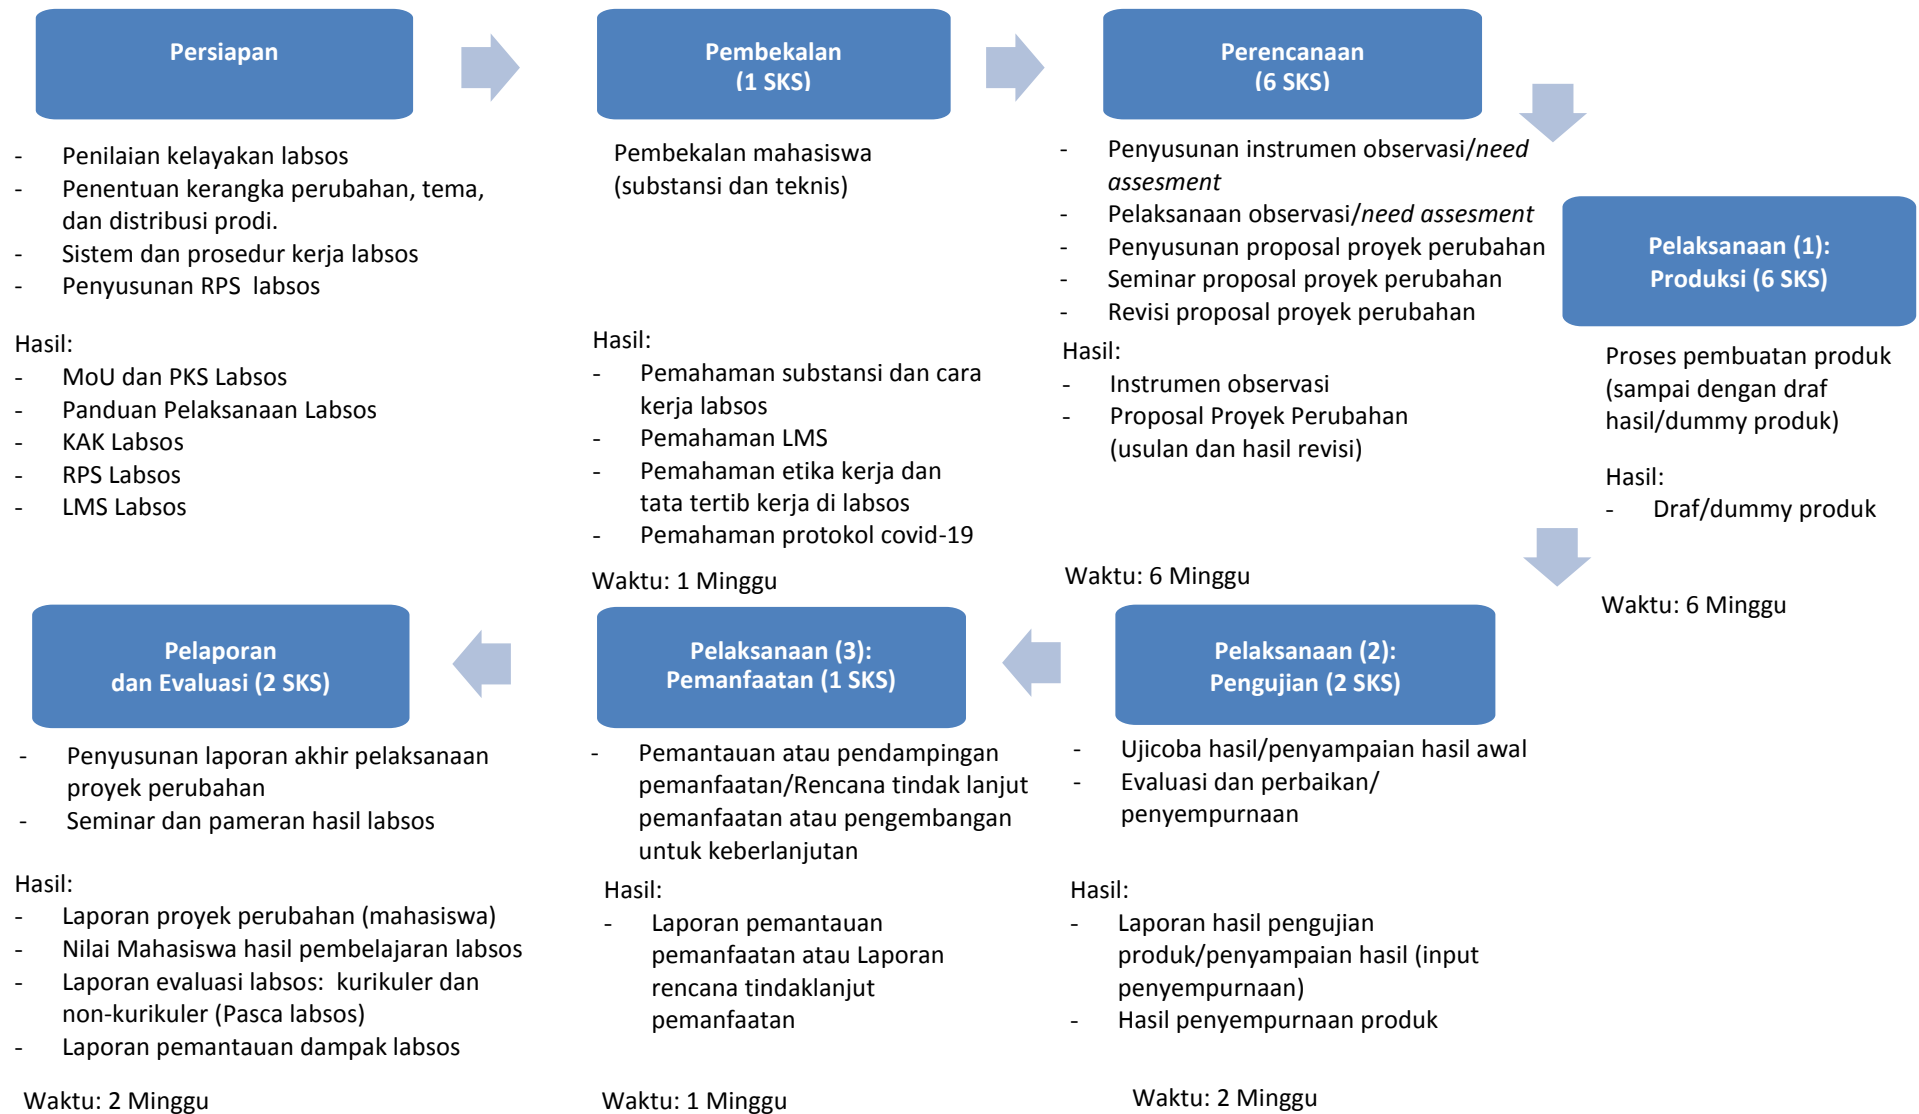 Persiapan
- Penilaian kelayakan labsos
- Penentuan kerangka perubahan, tema,
dan distribusi prodi.
- Sistem dan prosedur kerja labsos
- Penyusunan RPS labsos
Hasil:
- MoU dan PKS Labsos
- Panduan Pelaksanaan Labsos
- KAK Labsos
- RPS Labsos
- LMS Labsos
Pembekalan
(1 SKS)
Pembekalan mahasiswa
(substansi dan teknis)
Hasil:
- Pemahaman substansi dan cara
kerja labsos
- Pemahaman LMS
- Pemahaman etika kerja dan
tata tertib kerja di labsos
- Pemahaman protokol covid-19
Waktu: 1 Minggu
Perencanaan
(6 SKS)
- Penyusunan instrumen observasi/need
assesment
- Pelaksanaan observasi/need assesment
- Penyusunan proposal proyek perubahan
- Seminar proposal proyek perubahan
- Revisi proposal proyek perubahan
Hasil:
- Instrumen observasi
- Proposal Proyek Perubahan
(usulan dan hasil revisi)
Waktu: 6 Minggu
Pelaksanaan (1):
Produksi (6 SKS)
Proses pembuatan produk
(sampai dengan draf
hasil/dummy produk)
Hasil:
- Draf/dummy produk
Waktu: 6 Minggu
Pelaksanaan (2):
Pengujian (2 SKS)
- Ujicoba hasil/penyampaian hasil awal
- Evaluasi dan perbaikan/
penyempurnaan
Hasil:
- Laporan hasil pengujian
produk/penyampaian hasil (input
penyempurnaan)
- Hasil penyempurnaan produk
Waktu: 2 Minggu
Pelaksanaan (3):
Pemanfaatan (1 SKS)
- Pemantauan atau pendampingan
pemanfaatan/Rencana tindak lanjut
pemanfaatan atau pengembangan
untuk keberlanjutan
Hasil:
- Laporan pemantauan
pemanfaatan atau Laporan
rencana tindaklanjut
pemanfaatan
Waktu: 1 Minggu
Pelaporan
dan Evaluasi (2 SKS)
- Penyusunan laporan akhir pelaksanaan
proyek perubahan
- Seminar dan pameran hasil labsos
Hasil:
- Laporan proyek perubahan (mahasiswa)
- Nilai Mahasiswa hasil pembelajaran labsos
- Laporan evaluasi labsos: kurikuler dan
non-kurikuler (Pasca labsos)
- Laporan pemantauan dampak labsos
Waktu: 2 Minggu